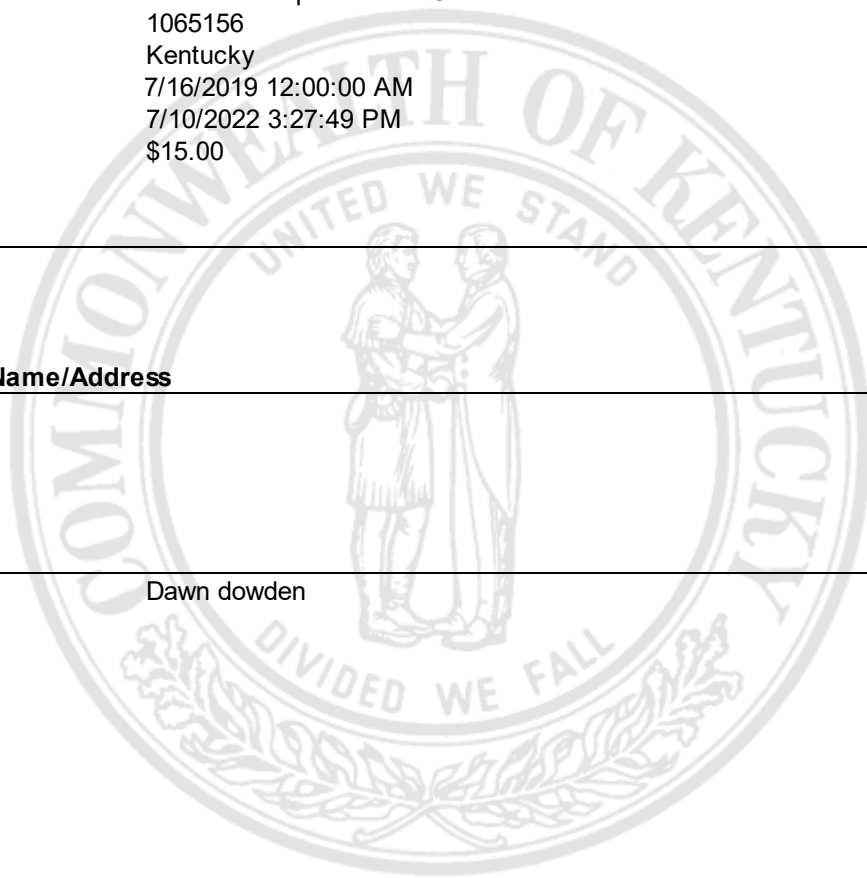 1065156
Kentucky
7/16/2019 12:00:00 AM
7/10/2022 3:27:49 PM
$15.00
COMMONWEALTH OF KENTUCKY
UNITED WE STAND
Name/Address
Dawn dowden
DIVIDED WE FALL